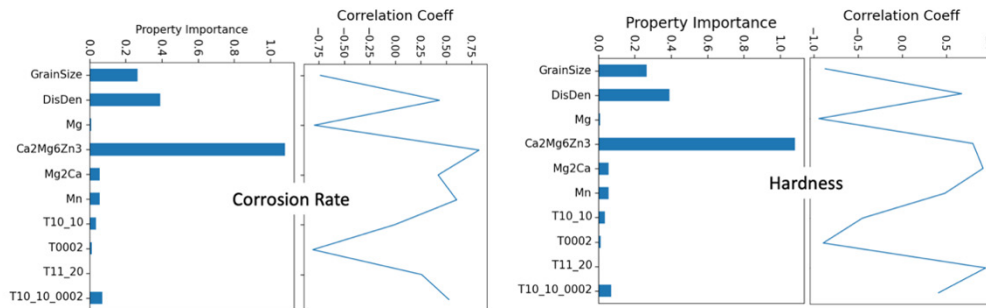 Property Importance
0.0
0.2
0.4
0.6
0.8
1.0
GrainSize
DisDen
Mg
Ca2Mg6Zn3
Mg2Ca
Mn
T10_10
T0002
T11_20
T10_10_0002
Correlation Coeff
-0.75
-0.50
-0.25
0.00
0.25
0.50
0.75
Corrosion Rate
Property Importance
0.0
0.2
0.4
0.6
0.8
1.0
GrainSize
DisDen
Mg
Ca2Mg6Zn3
Mg2Ca
Mn
T10_10
T0002
T11_20
T10_10_0002
Correlation Coeff
-1.0
-0.5
0.0
0.5
Hardness